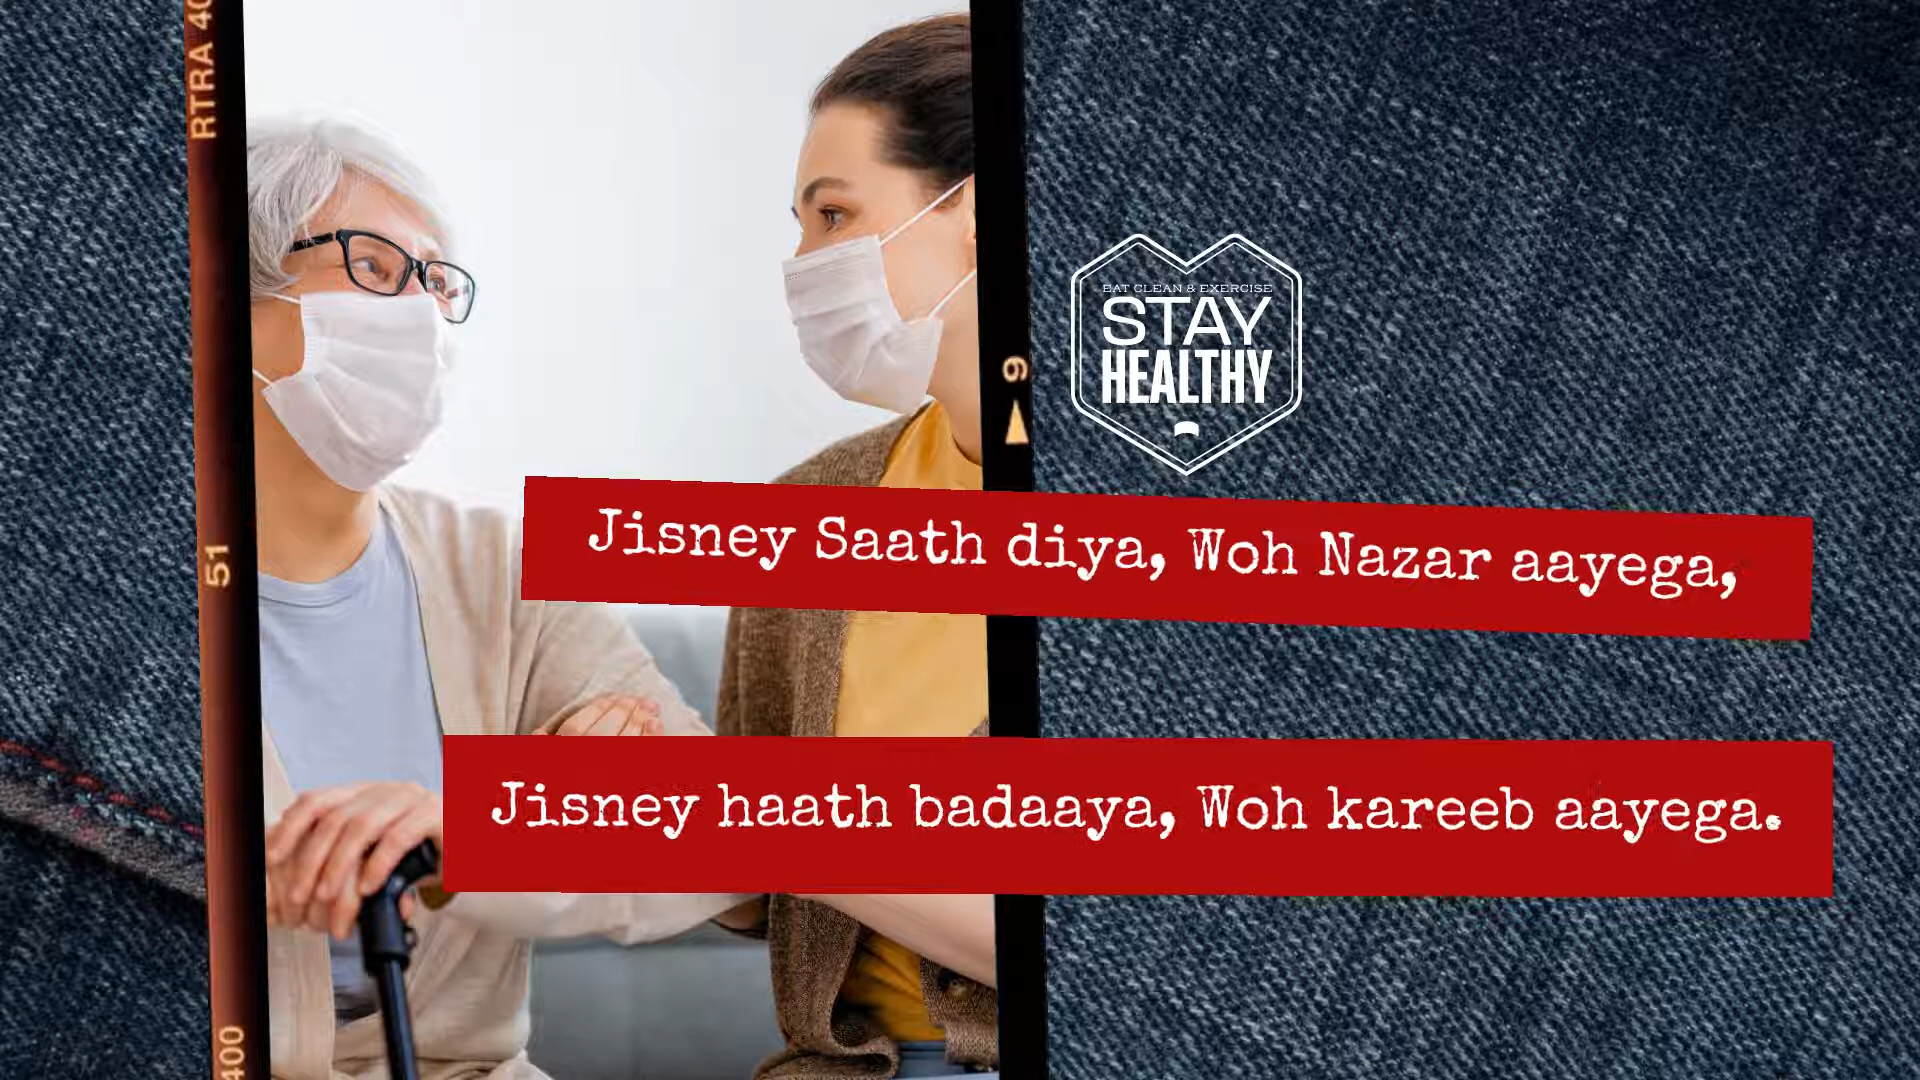 RTRA 40
51
400
6
EAT CLEAN & EXERCISE
STAY
HEALTHY
Jisney Saath diya, Woh Nazar aayega,
Jisney haath badaaya, Woh kareeb aayega.